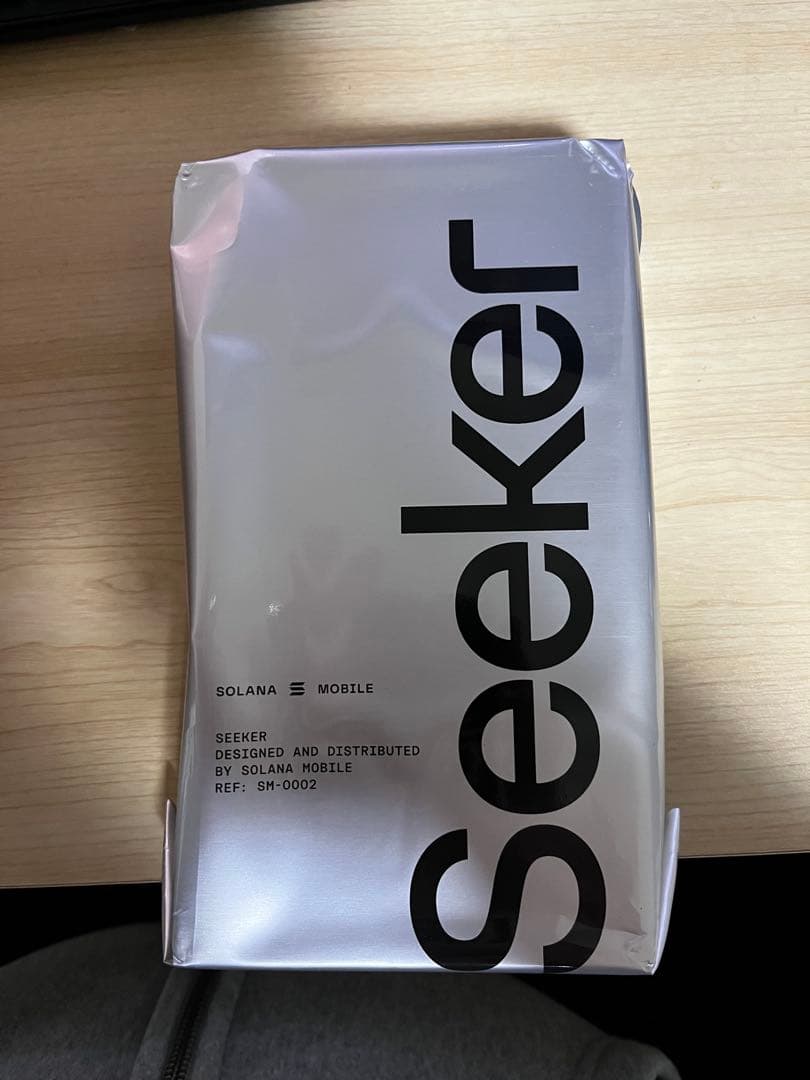 Seeker
SOLANA MOBILE
SEEKER
DESIGNED AND DISTRIBUTED
BY SOLANA MOBILE
REF: SM-0002